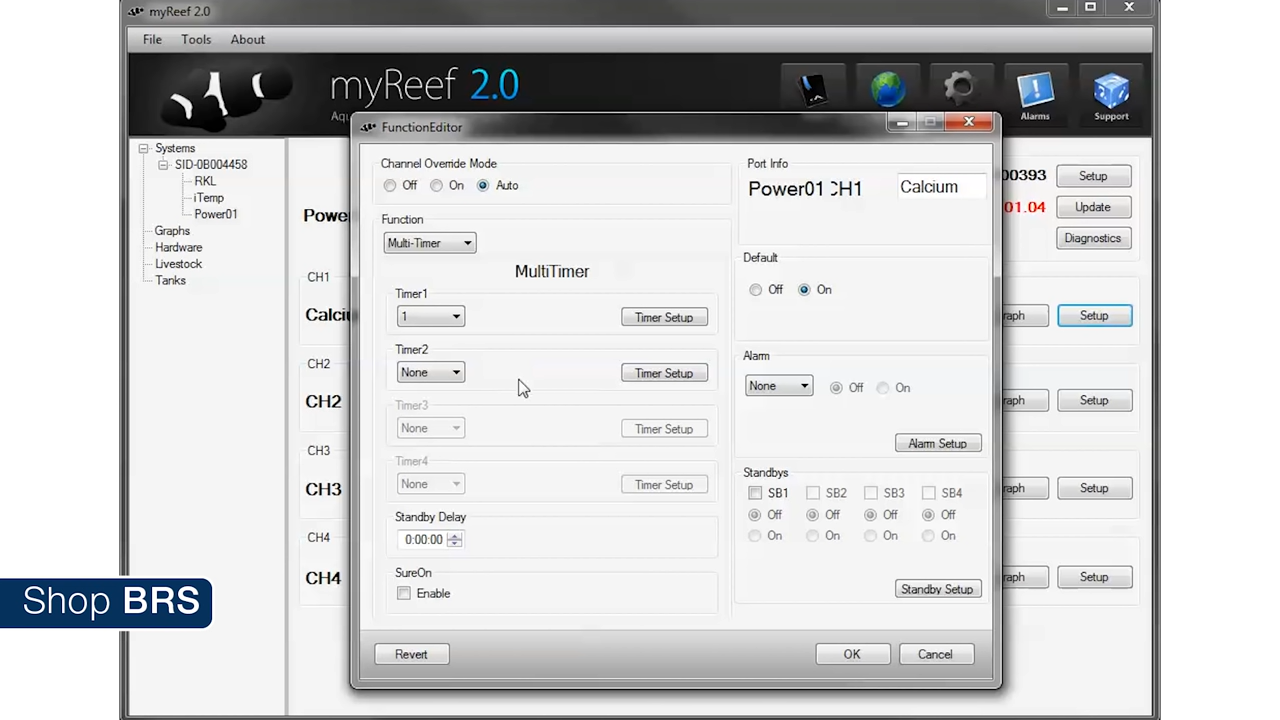 myReef 2.0
File Tools About
myReef 2.0
Alarms Support
FunctionEditor
Systems
SID-0B004458
RKL
iTemp
Power01
Graphs
Hardware
Livestock
Tanks
Channel Override Mode
Off On Auto
Function
Multi-Timer
MultiTimer
Timer1
1 Timer Setup
Timer2
None Timer Setup
Timer3
None Timer Setup
Timer4
None Timer Setup
Standby Delay
0:00:00
SureOn
Enable
Port Info
Power01 CH1 Calcium
Default
Off On
Alarm
None Off On
Alarm Setup
Standbys
SB1 SB2 SB3 SB4
Off Off Off Off
On On On On
Standby Setup
Revert OK Cancel
00393 Setup
01.04 Update
Diagnostics
CH1
Setup
CH2
CH2 Setup
CH3
CH3 Setup
CH4
CH4 Setup
Shop BRS